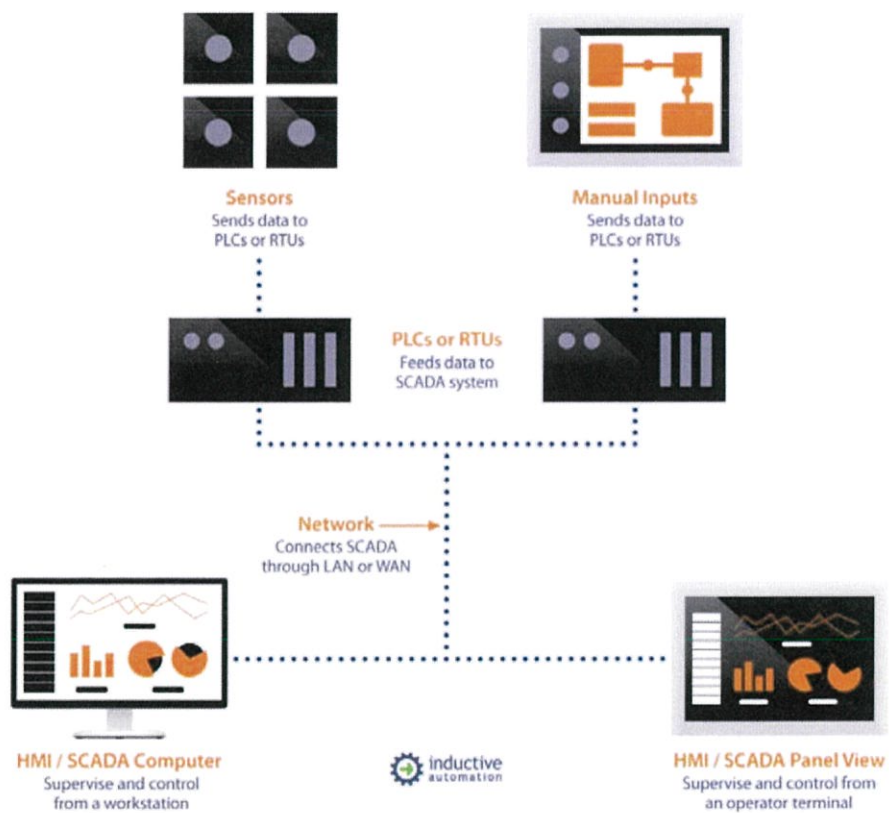 Sensors
Sends data to
PLCs or RTUs
Manual Inputs
Sends data to
PLCs or RTUs
PLCs or RTUs
Feeds data to
SCADA system
Network
Connects SCADA
through LAN or WAN
HMI / SCADA Computer
Supervise and control
from a workstation
inductive
automation
HMI / SCADA Panel View
Supervise and control from
an operator terminal